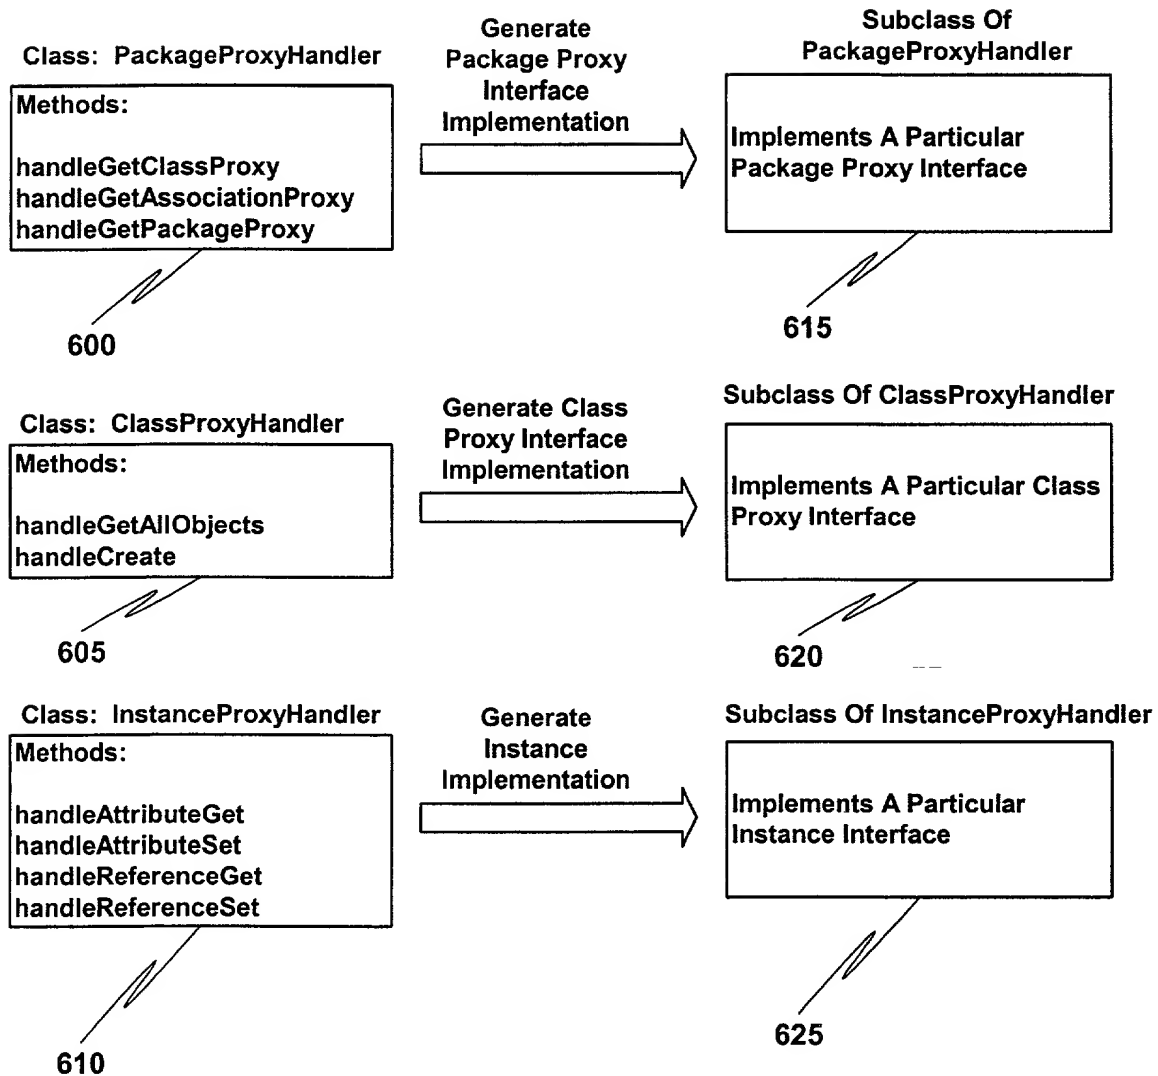 Class: PackageProxyHandler
Methods:
handleGetClassProxy
handleGetAssociationProxy
handleGetPackageProxy
600
Generate
Package Proxy
Interface
Implementation
Subclass Of
PackageProxyHandler
Implements A Particular
Package Proxy Interface
615
Class: ClassProxyHandler
Methods:
handleGetAllObjects
handleCreate
605
Generate Class
Proxy Interface
Implementation
Subclass Of ClassProxyHandler
Implements A Particular Class
Proxy Interface
620
Class: InstanceProxyHandler
Methods:
handleAttributeGet
handleAttributeSet
handleReferenceGet
handleReferenceSet
610
Generate
Instance
Implementation
Subclass Of InstanceProxyHandler
Implements A Particular
Instance Interface
625